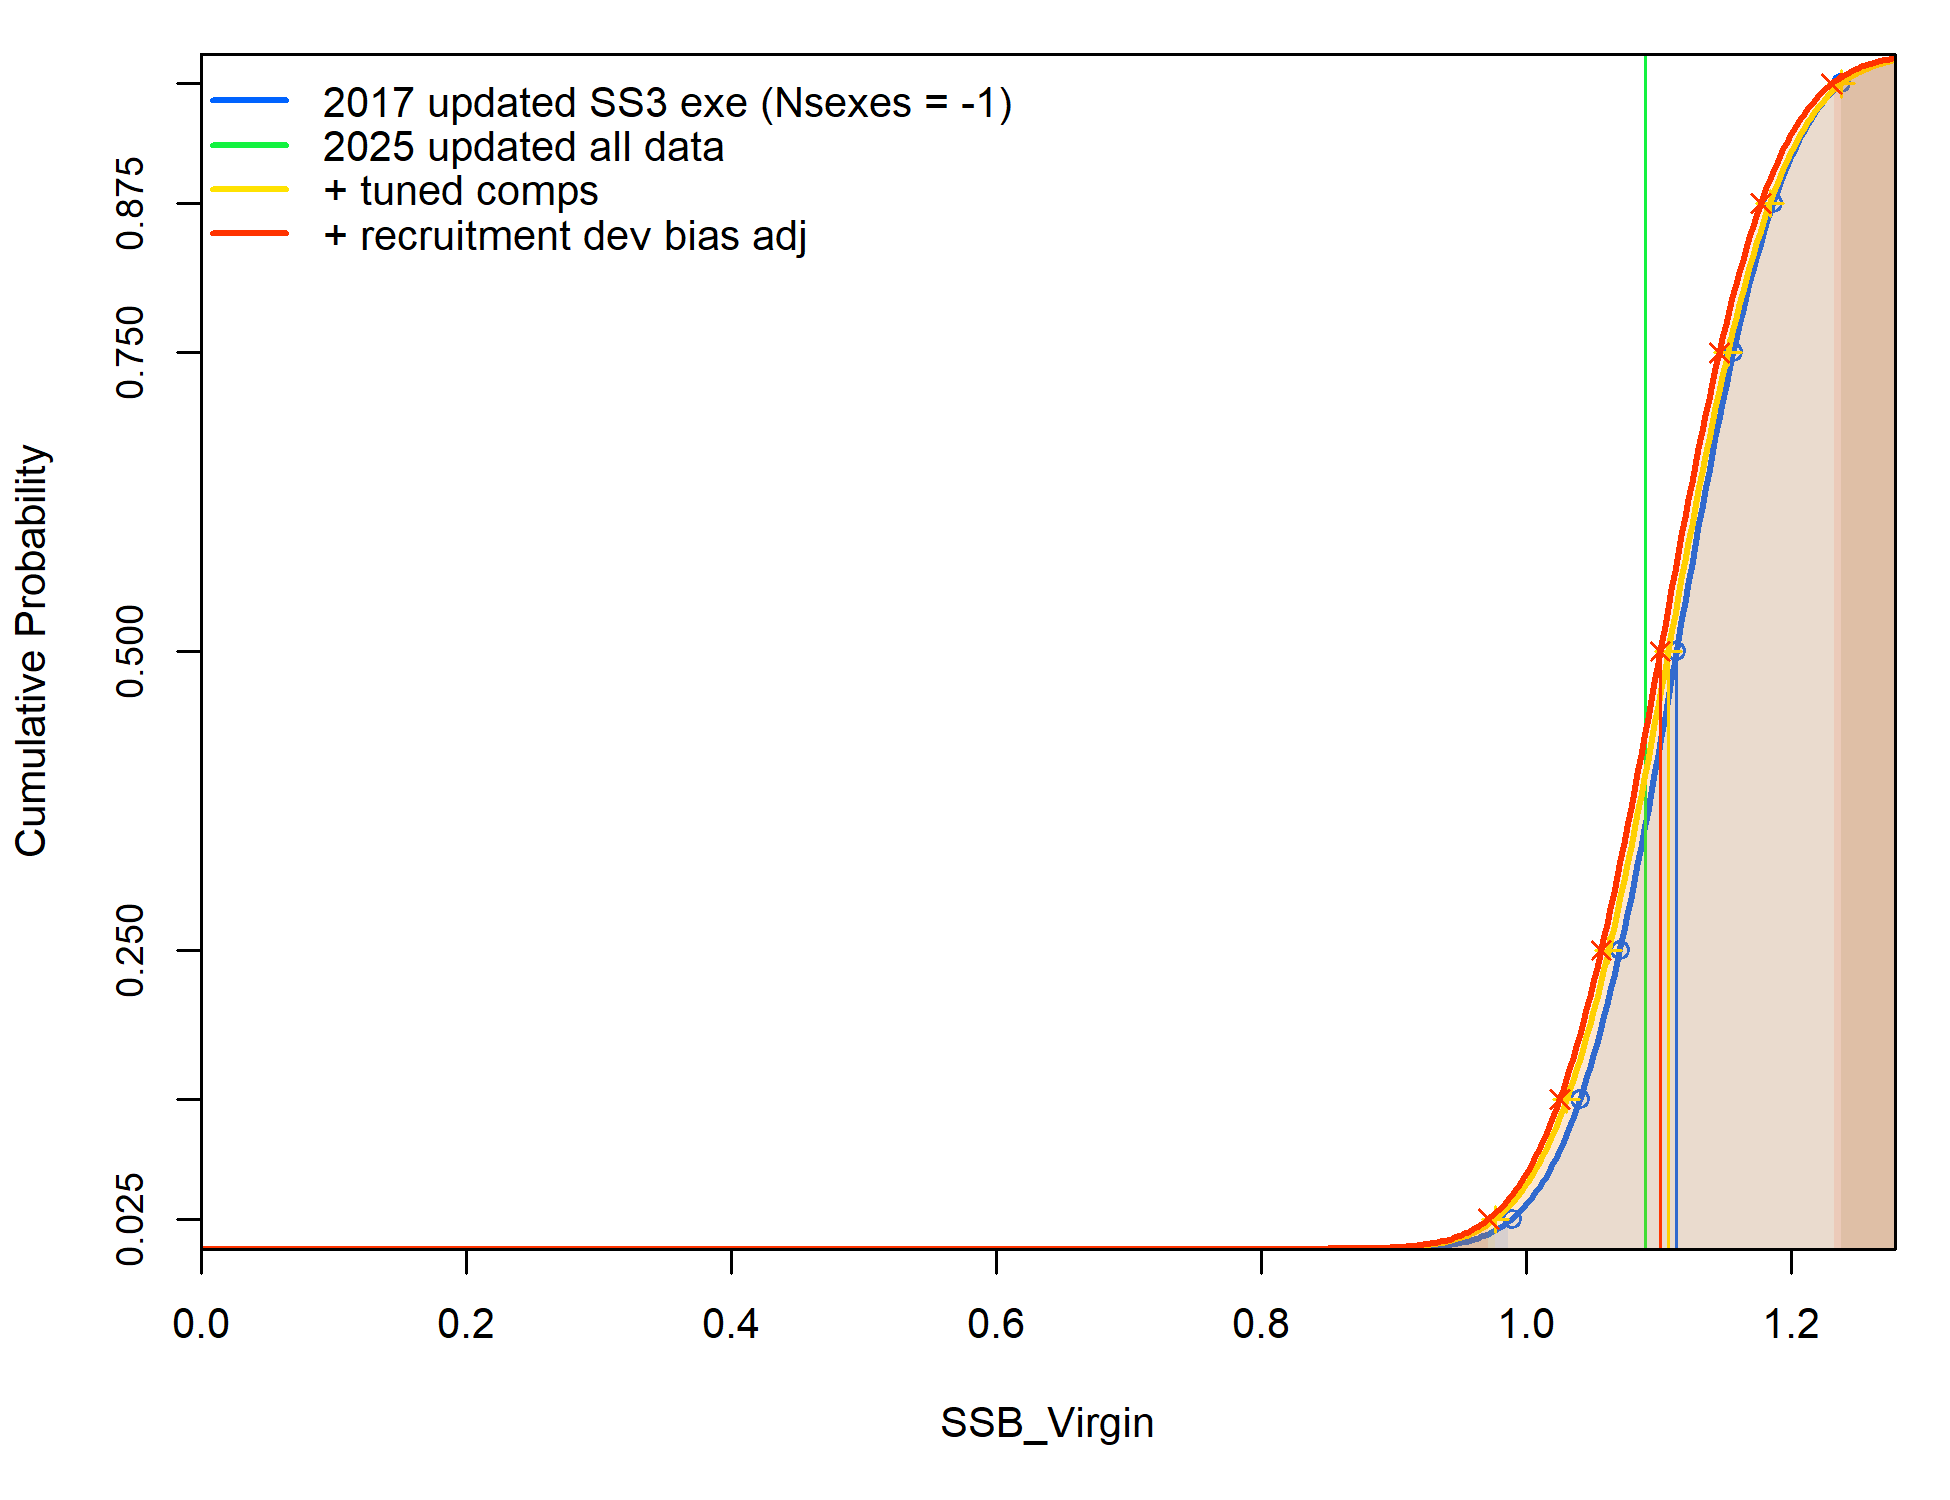 2017 updated SS3 exe (Nsexes = -1)
2025 updated all data
+ tuned comps
+ recruitment dev bias adj
Cumulative Probability
0.875
0.750
0.500
0.250
0.025
0.0 0.2 0.4 0.6 0.8 1.0 1.2
SSB_Virgin